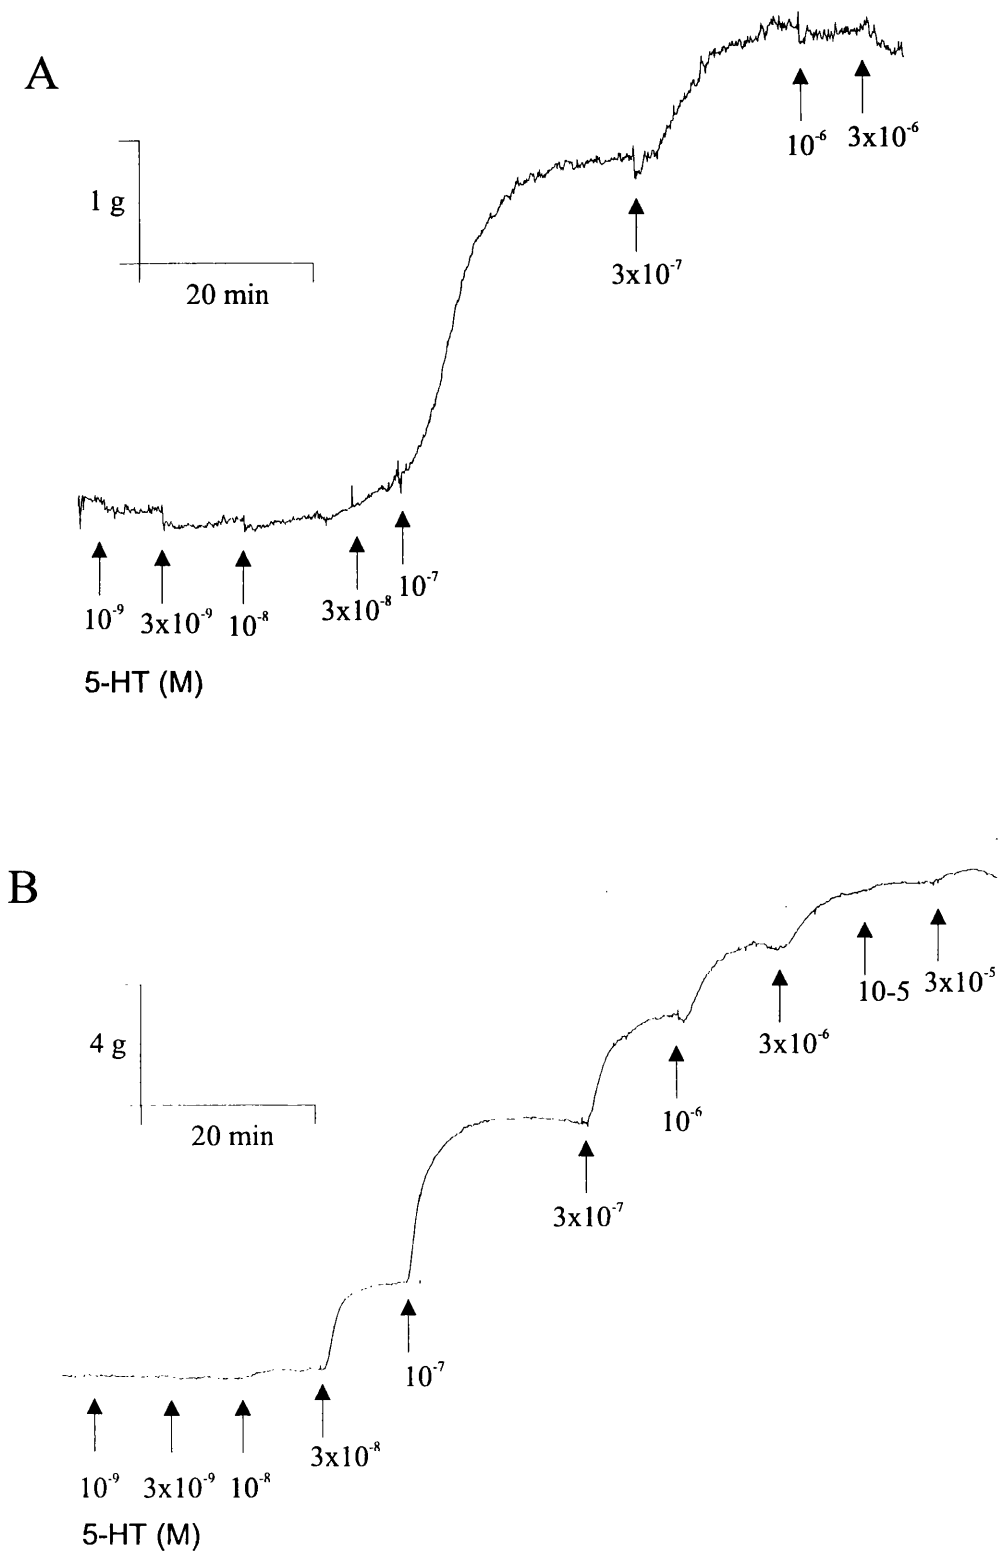 A
1 g
20 min
10⁻⁶ 3x10⁻⁶
3x10⁻⁷
10⁻⁹ 3x10⁻⁹ 10⁻⁸ 3x10⁻⁸ 10⁻⁷
5-HT (M)
B
4 g
20 min
10-5 3x10⁻⁵
3x10⁻⁶
10⁻⁶
3x10⁻⁷
10⁻⁷
3x10⁻⁸
10⁻⁹ 3x10⁻⁹ 10⁻⁸
5-HT (M)